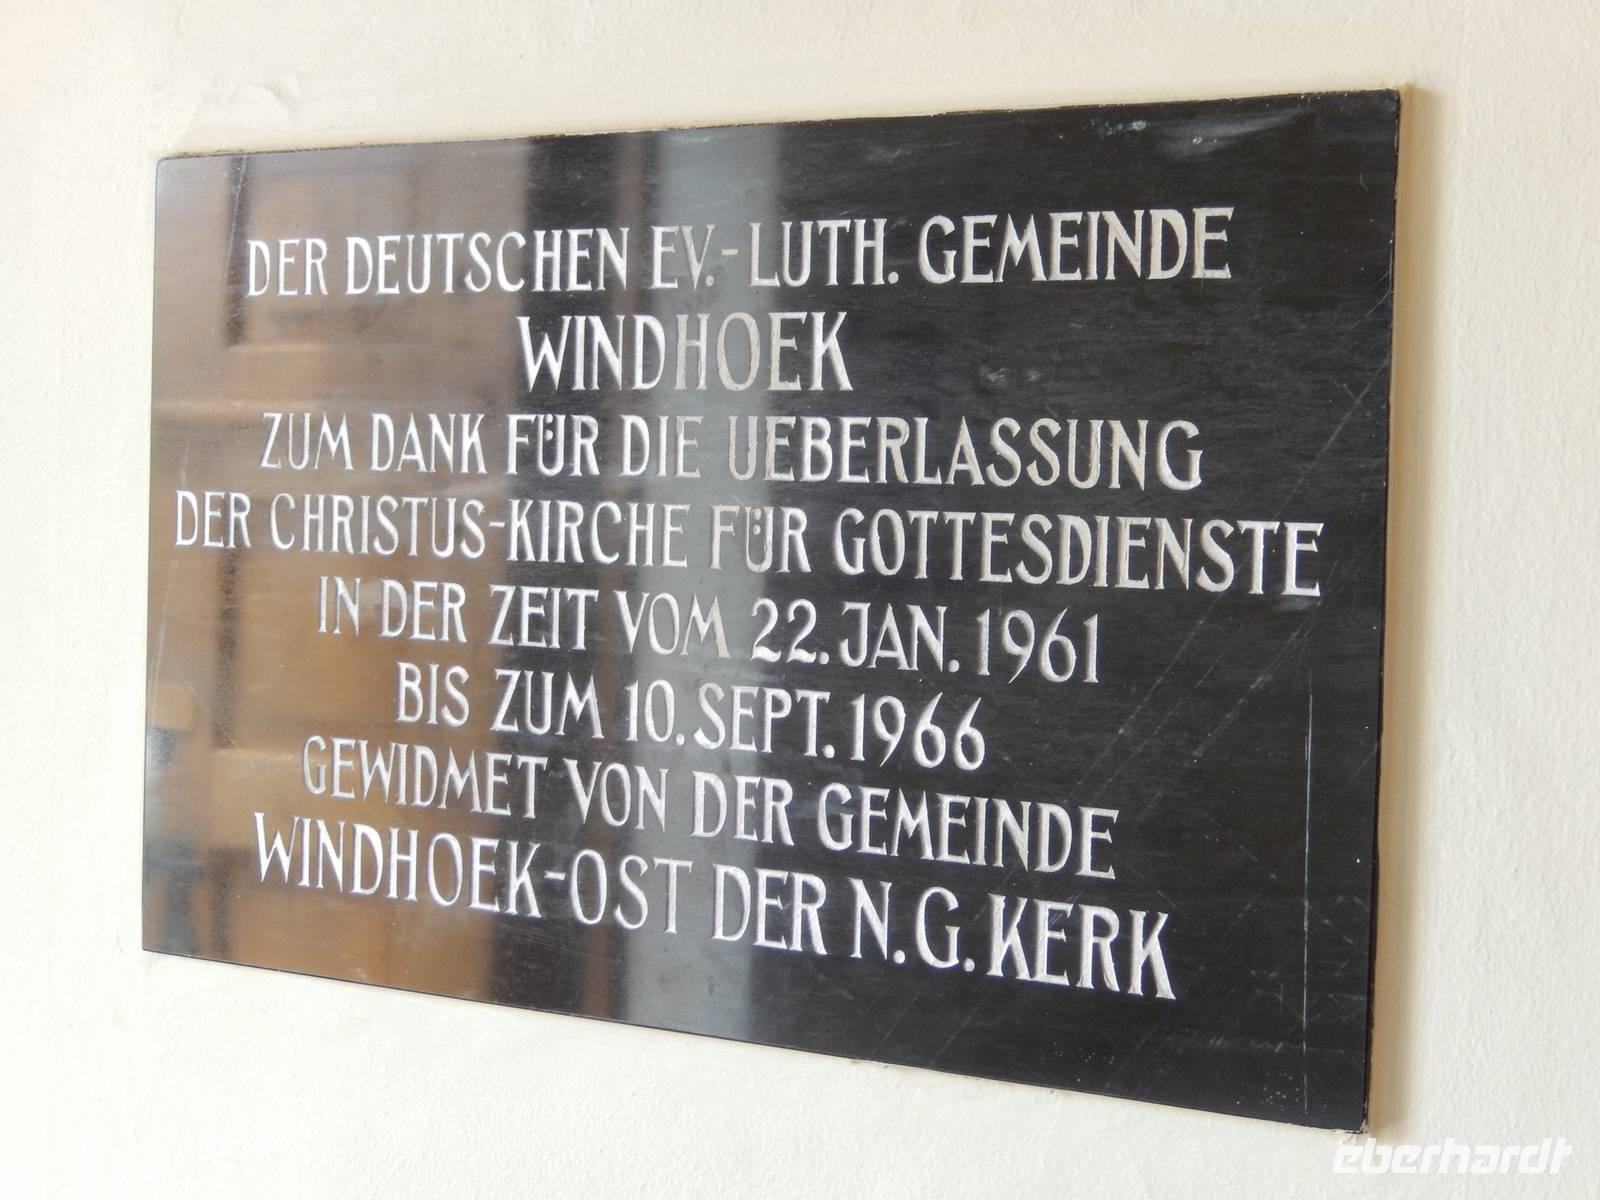 DER DEUTSCHEN EV.-LUTH. GEMEINDE
WINDHOEK
ZUM DANK FÜR DIE UEBERLASSUNG
DER CHRISTUS-KIRCHE FÜR GOTTESDIENSTE
IN DER ZEIT VOM 22. JAN. 1961
BIS ZUM 10. SEPT. 1966
GEWIDMET VON DER GEMEINDE
WINDHOEK-OST DER N.G. KERK
eberhardt